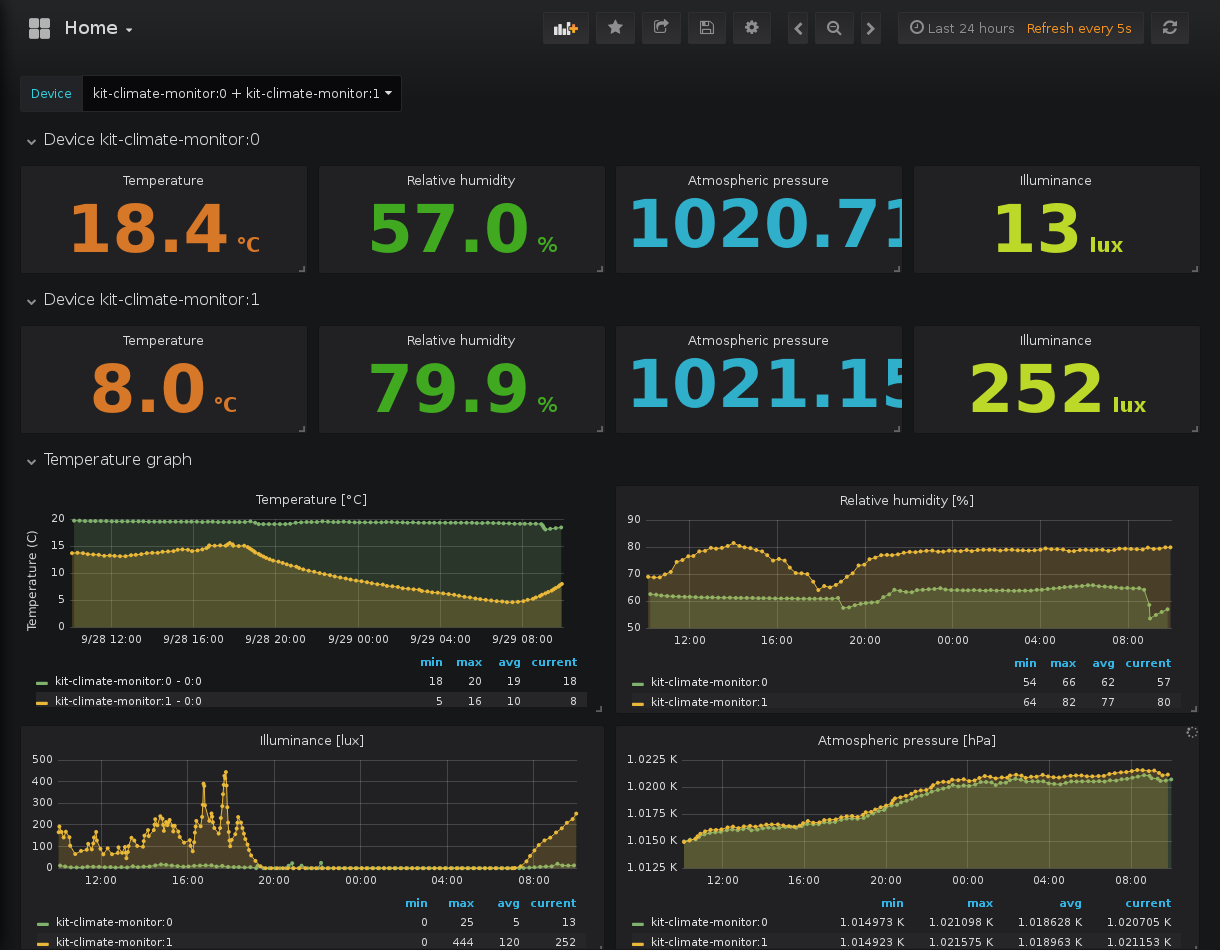 Home
Last 24 hours Refresh every 5s
Device kit-climate-monitor:0 + kit-climate-monitor:1
Device kit-climate-monitor:0
Temperature Relative humidity Atmospheric pressure Illuminance
18.4 °C 57.0 % 1020.71 13 lux
Device kit-climate-monitor:1
Temperature Relative humidity Atmospheric pressure Illuminance
8.0 °C 79.9 % 1021.15 252 lux
Temperature graph
Temperature [°C]
Temperature (C)
20
15
10
5
0
9/28 12:00 9/28 16:00 9/28 20:00 9/29 00:00 9/29 04:00 9/29 08:00
min max avg current
kit-climate-monitor:0 - 0:0 18 20 19 18
kit-climate-monitor:1 - 0:0 5 16 10 8
Relative humidity [%]
90
80
70
60
50
12:00 16:00 20:00 00:00 04:00 08:00
min max avg current
kit-climate-monitor:0 54 66 62 57
kit-climate-monitor:1 64 82 77 80
Illuminance [lux]
500
400
300
200
100
0
12:00 16:00 20:00 00:00 04:00 08:00
min max avg current
kit-climate-monitor:0 0 25 5 13
kit-climate-monitor:1 0 444 120 252
Atmospheric pressure [hPa]
1.0225 K
1.0200 K
1.0175 K
1.0150 K
1.0125 K
12:00 16:00 20:00 00:00 04:00 08:00
min max avg current
kit-climate-monitor:0 1.014973 K 1.021098 K 1.018628 K 1.020705 K
kit-climate-monitor:1 1.014923 K 1.021575 K 1.018963 K 1.021153 K